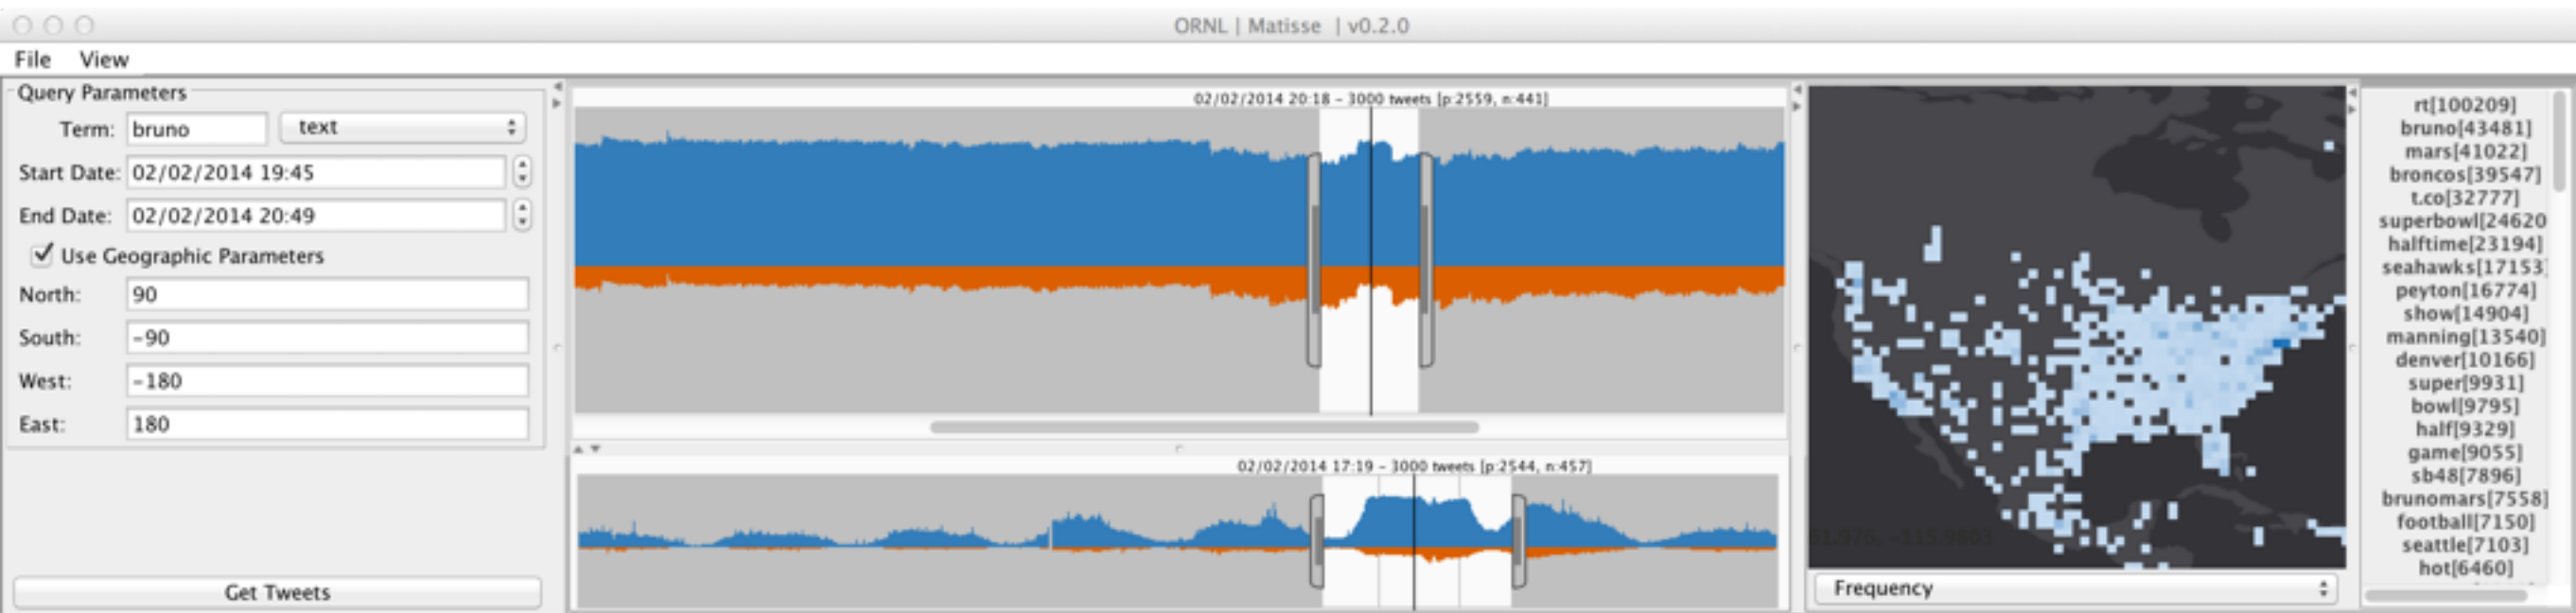 ORNL | Matisse | v0.2.0
File View
Query Parameters
Term: bruno text
Start Date: 02/02/2014 19:45
End Date: 02/02/2014 20:49
Use Geographic Parameters
North: 90
South: -90
West: -180
East: 180
Get Tweets
02/02/2014 20:18 - 3000 tweets [p:2559, n:441]
02/02/2014 17:19 - 3000 tweets [p:2544, n:457]
Frequency
rt[100209]
bruno[43481]
mars[41022]
broncos[39547]
t.co[32777]
superbowl[24620
halftime[23194]
seahawks[17153]
peyton[16774]
show[14904]
manning[13540]
denver[10166]
super[9931]
bowl[9795]
half[9329]
game[9055]
sb48[7896]
brunomars[7558]
football[7150]
seattle[7103]
hot[6460]